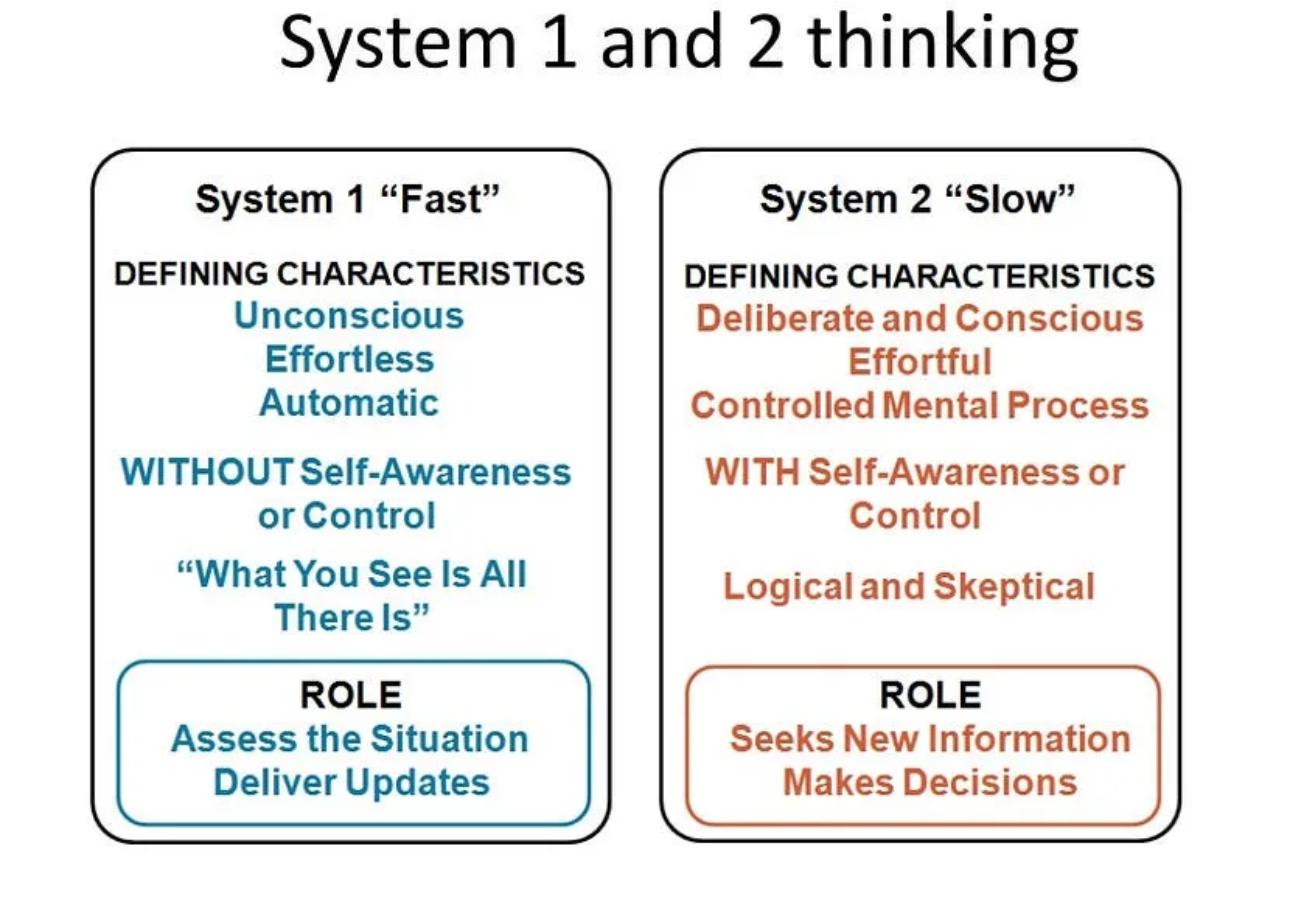 System 1 and 2 thinking
System 1 “Fast”
DEFINING CHARACTERISTICS
Unconscious
Effortless
Automatic
WITHOUT Self-Awareness
or Control
“What You See Is All
There Is”
ROLE
Assess the Situation
Deliver Updates
System 2 “Slow”
DEFINING CHARACTERISTICS
Deliberate and Conscious
Effortful
Controlled Mental Process
WITH Self-Awareness or
Control
Logical and Skeptical
ROLE
Seeks New Information
Makes Decisions